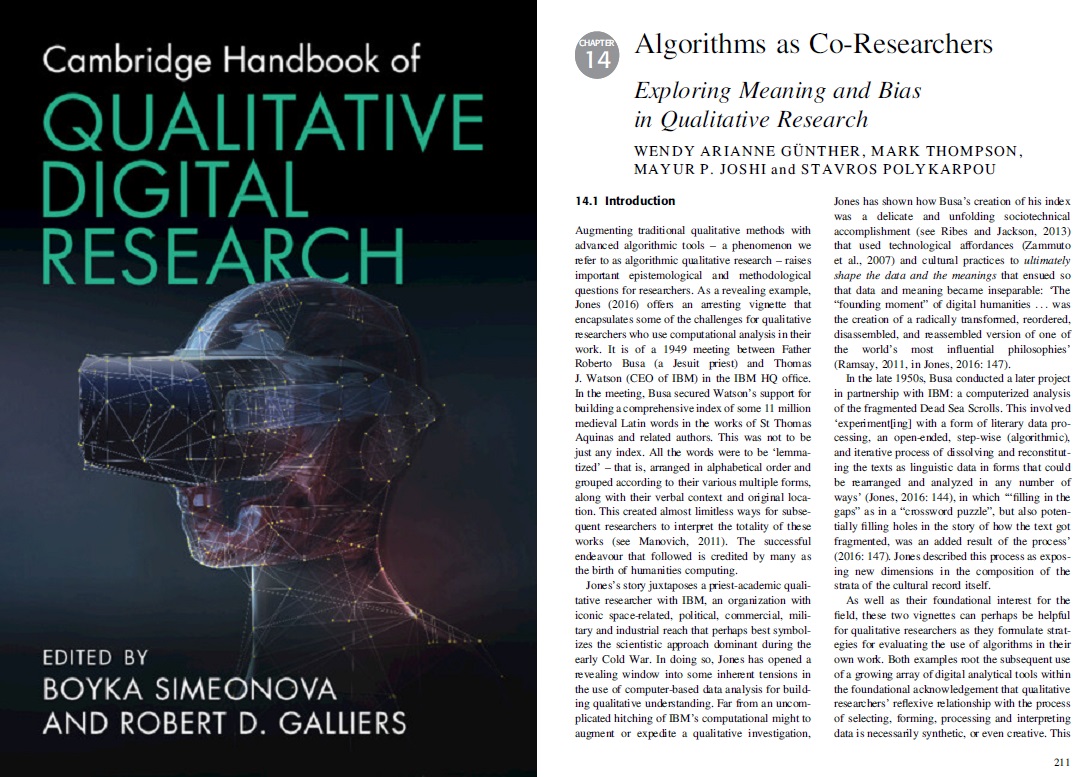 Cambridge Handbook of
QUALITATIVE
DIGITAL
RESEARCH
EDITED BY
BOYKA SIMEONOVA
AND ROBERT D. GALLIERS
CHAPTER
14
Algorithms as Co-Researchers
Exploring Meaning and Bias
in Qualitative Research
WENDY ARIANNE GÜNTHER, MARK THOMPSON,
MAYUR P. JOSHI and STAVROS POLYKARPOU
14.1 Introduction
Augmenting traditional qualitative methods with
advanced algorithmic tools – a phenomenon we
refer to as algorithmic qualitative research – raises
important epistemological and methodological
questions for researchers. As a revealing example,
Jones (2016) offers an arresting vignette that
encapsulates some of the challenges for qualitative
researchers who use computational analysis in their
work. It is of a 1949 meeting between Father
Roberto Busa (a Jesuit priest) and Thomas
J. Watson (CEO of IBM) in the IBM HQ office.
In the meeting, Busa secured Watson's support for
building a comprehensive index of some 11 million
medieval Latin words in the works of St Thomas
Aquinas and related authors. This was not to be
just any index. All the words were to be 'lemma-
tized' – that is, arranged in alphabetical order and
grouped according to their various multiple forms,
along with their verbal context and original loca-
tion. This created almost limitless ways for subse-
quent researchers to interpret the totality of these
works (see Manovich, 2011). The successful
endeavour that followed is credited by many as
the birth of humanities computing.
Jones's story juxtaposes a priest-academic quali-
tative researcher with IBM, an organization with
iconic space-related, political, commercial, mili-
tary and industrial reach that perhaps best symbol-
izes the scientistic approach dominant during the
early Cold War. In doing so, Jones has opened a
revealing window into some inherent tensions in
the use of computer-based data analysis for build-
ing qualitative understanding. Far from an uncom-
plicated hitching of IBM's computational might to
augment or expedite a qualitative investigation,
Jones has shown how Busa's creation of his index
was a delicate and unfolding sociotechnical
accomplishment (see Ribes and Jackson, 2013)
that used technological affordances (Zammuto
et al., 2007) and cultural practices to ultimately
shape the data and the meanings that ensued so
that data and meaning became inseparable: 'The
"founding moment" of digital humanities . . . was
the creation of a radically transformed, reordered,
disassembled, and reassembled version of one of
the world's most influential philosophies'
(Ramsay, 2011, in Jones, 2016: 147).
In the late 1950s, Busa conducted a later project
in partnership with IBM: a computerized analysis
of the fragmented Dead Sea Scrolls. This involved
'experiment[ing] with a form of literary data pro-
cessing, an open-ended, step-wise (algorithmic),
and iterative process of dissolving and reconstitut-
ing the texts as linguistic data in forms that could
be rearranged and analyzed in any number of
ways' (Jones, 2016: 144), in which '"filling in the
gaps" as in a "crossword puzzle", but also poten-
tially filling holes in the story of how the text got
fragmented, was an added result of the process'
(2016: 147). Jones described this process as expos-
ing new dimensions in the composition of the
strata of the cultural record itself.
As well as their foundational interest for the
field, these two vignettes can perhaps be helpful
for qualitative researchers as they formulate strat-
egies for evaluating the use of algorithms in their
own work. Both examples root the subsequent use
of a growing array of digital analytical tools within
the foundational acknowledgement that qualitative
researchers' reflexive relationship with the process
of selecting, forming, processing and interpreting
data is necessarily synthetic, or even creative. This
211